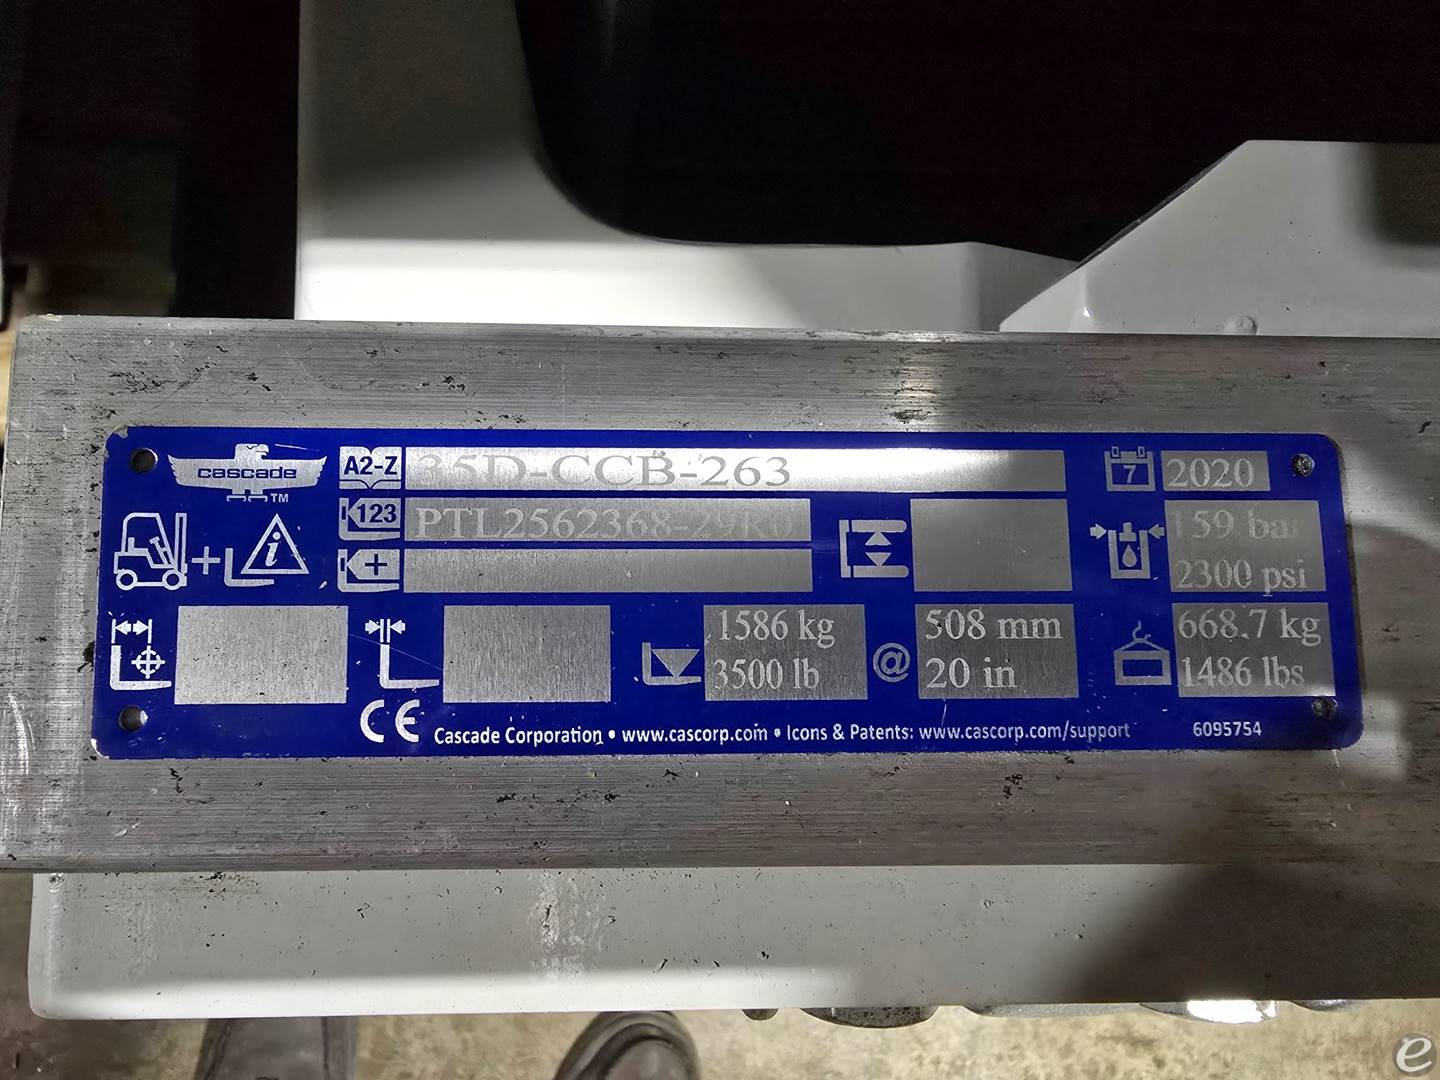 cascade TM
A2-Z 35D-CCB-263
7 2020
123 PTL2562368-29R0
159 bar
2300 psi
1586 kg
3500 lb
@
508 mm
20 in
668.7 kg
1486 lbs
CE Cascade Corporation • www.cascorp.com • Icons & Patents: www.cascorp.com/support 6095754
e